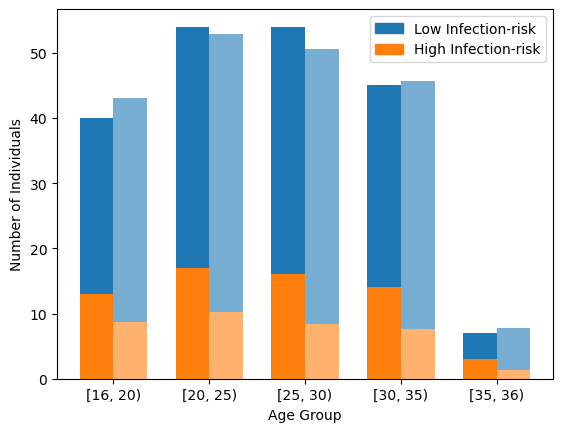 Low Infection-risk
High Infection-risk
50
40
30
20
10
0
Number of Individuals
[16, 20)
[20, 25)
[25, 30)
[30, 35)
[35, 36)
Age Group